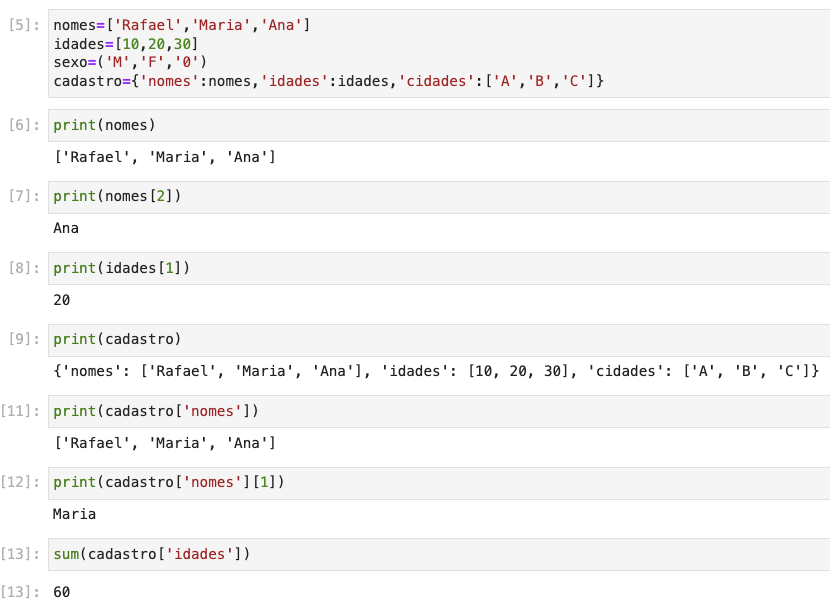 [5]: nomes=['Rafael','Maria','Ana']
idades=[10,20,30]
sexo=('M','F','0')
cadastro={'nomes':nomes,'idades':idades,'cidades':['A','B','C']}
[6]: print(nomes)
['Rafael', 'Maria', 'Ana']
[7]: print(nomes[2])
Ana
[8]: print(idades[1])
20
[9]: print(cadastro)
{'nomes': ['Rafael', 'Maria', 'Ana'], 'idades': [10, 20, 30], 'cidades': ['A', 'B', 'C']}
[11]: print(cadastro['nomes'])
['Rafael', 'Maria', 'Ana']
[12]: print(cadastro['nomes'][1])
Maria
[13]: sum(cadastro['idades'])
[13]: 60